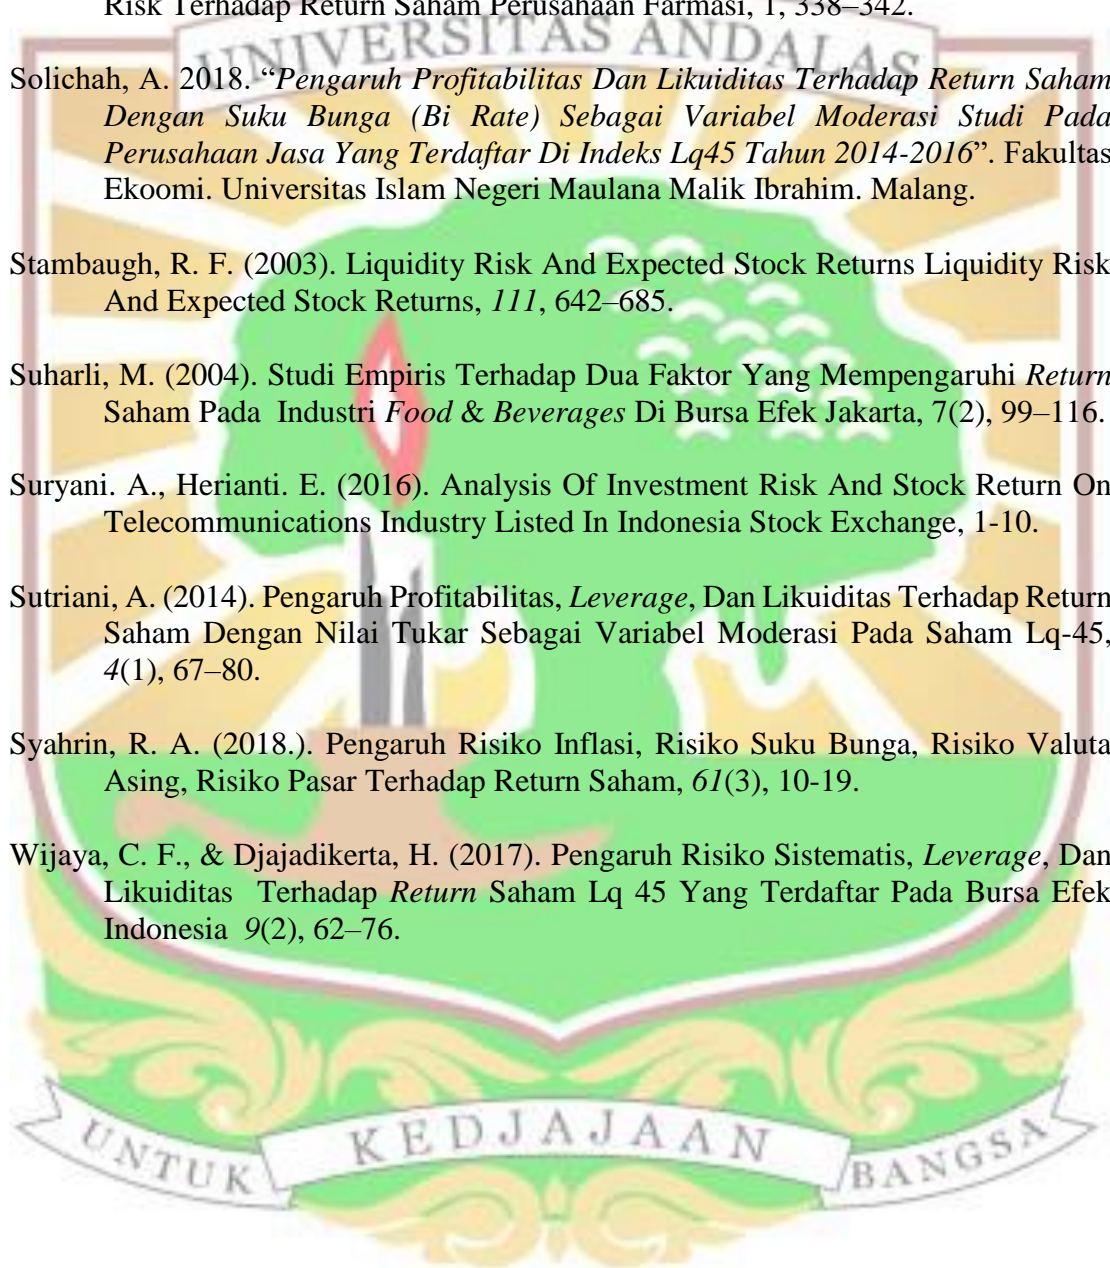 Risk Terhadap Return Saham Perusahaan Farmasi, 1, 338–342.
UNIVERSITAS ANDALAS
Solichah, A. 2018. “Pengaruh Profitabilitas Dan Likuiditas Terhadap Return Saham
Dengan Suku Bunga (Bi Rate) Sebagai Variabel Moderasi Studi Pada
Perusahaan Jasa Yang Terdaftar Di Indeks Lq45 Tahun 2014-2016”. Fakultas
Ekoomi. Universitas Islam Negeri Maulana Malik Ibrahim. Malang.
Stambaugh, R. F. (2003). Liquidity Risk And Expected Stock Returns Liquidity Risk
And Expected Stock Returns, 111, 642–685.
Suharli, M. (2004). Studi Empiris Terhadap Dua Faktor Yang Mempengaruhi Return
Saham Pada Industri Food & Beverages Di Bursa Efek Jakarta, 7(2), 99–116.
Suryani. A., Herianti. E. (2016). Analysis Of Investment Risk And Stock Return On
Telecommunications Industry Listed In Indonesia Stock Exchange, 1-10.
Sutriani, A. (2014). Pengaruh Profitabilitas, Leverage, Dan Likuiditas Terhadap Return
Saham Dengan Nilai Tukar Sebagai Variabel Moderasi Pada Saham Lq-45,
4(1), 67–80.
Syahrin, R. A. (2018.). Pengaruh Risiko Inflasi, Risiko Suku Bunga, Risiko Valuta
Asing, Risiko Pasar Terhadap Return Saham, 61(3), 10-19.
Wijaya, C. F., & Djajadikerta, H. (2017). Pengaruh Risiko Sistematis, Leverage, Dan
Likuiditas Terhadap Return Saham Lq 45 Yang Terdaftar Pada Bursa Efek
Indonesia 9(2), 62–76.
UNTUK KEDJAJAAN BANGSA